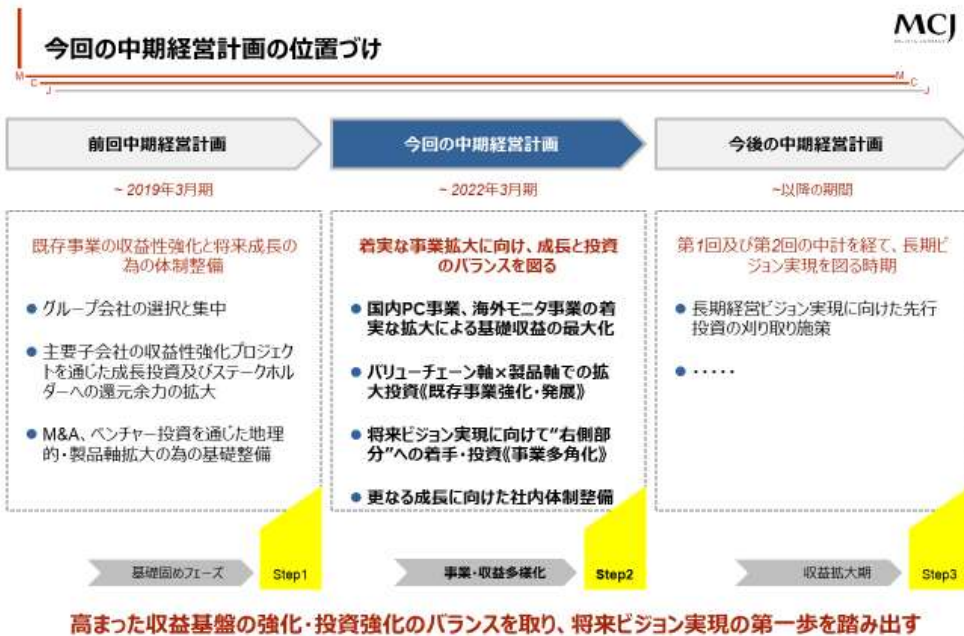 今回の中期経営計画の位置づけ
MCJ
M
C
J
M
C
J
前回中期経営計画
今回の中期経営計画
今後の中期経営計画
~ 2019年3月期
~ 2022年3月期
~以降の期間
既存事業の収益性強化と将来成長の
為の体制整備
● グループ会社の選択と集中
● 主要子会社の収益性強化プロジェク
トを通じた成長投資及びステークホル
ダーへの還元余力の拡大
● M&A、ベンチャー投資を通じた地理
的・製品軸拡大の為の基礎整備
着実な事業拡大に向け、成長と投資
のバランスを図る
● 国内PC事業、海外モニタ事業の着
実な拡大による基礎収益の最大化
● バリューチェーン軸×製品軸での拡
大投資《既存事業強化・発展》
● 将来ビジョン実現に向けて“右側部
分”への着手・投資《事業多角化》
● 更なる成長に向けた社内体制整備
第1回及び第2回の中計を経て、長期ビ
ジョン実現を図る時期
● 長期経営ビジョン実現に向けた先行
投資の刈り取り施策
● ・・・・・
基礎固めフェーズ
Step1
事業・収益多様化
Step2
収益拡大期
Step3
高まった収益基盤の強化・投資強化のバランスを取り、将来ビジョン実現の第一歩を踏み出す